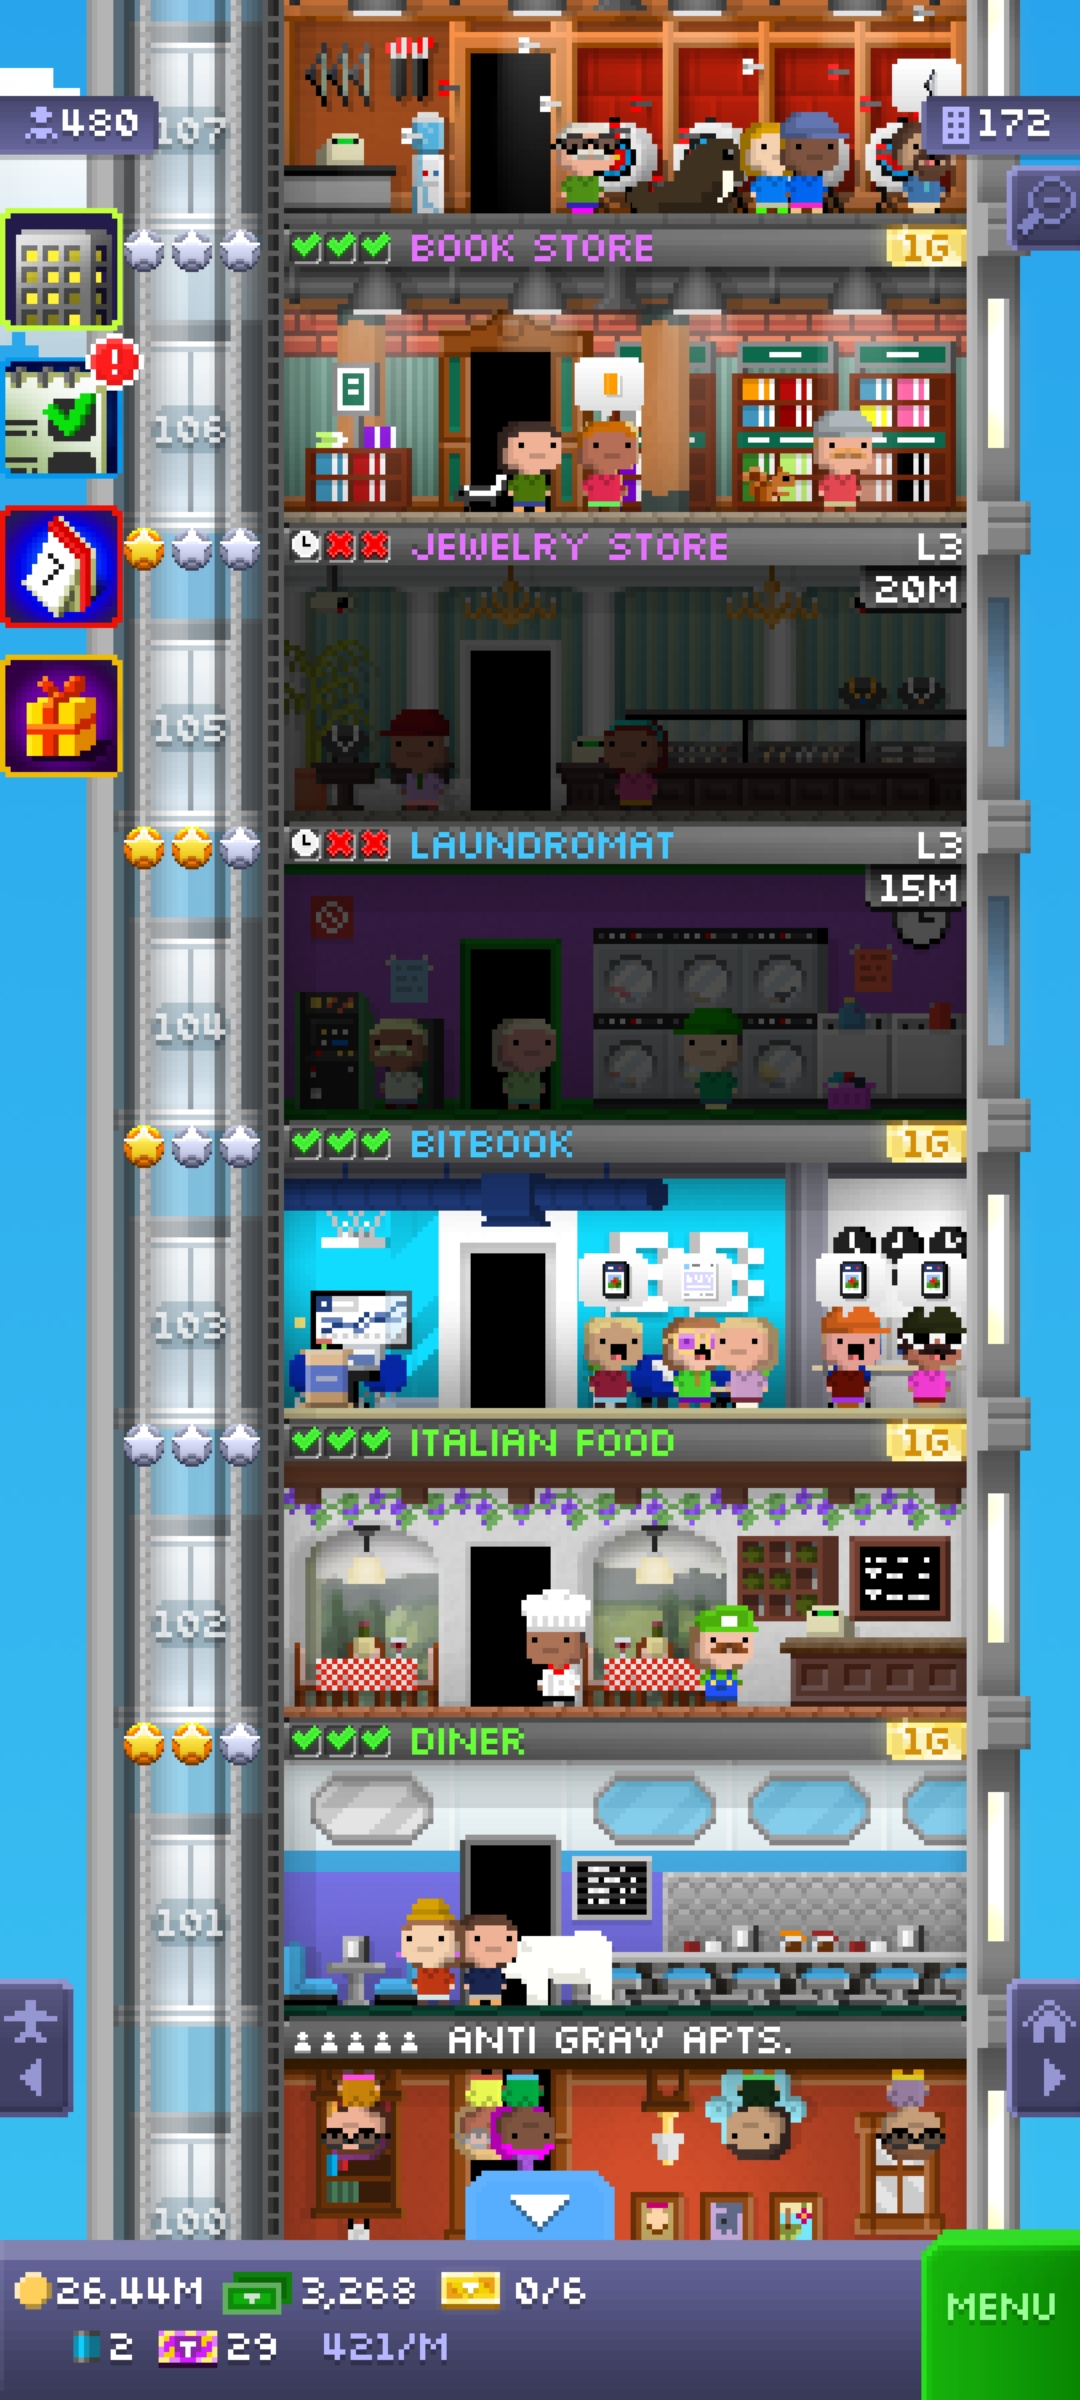 480
107
172
BOOK STORE 1G
106
JEWELRY STORE L3
20M
7
105
LAUNDROMAT L3
15M
104
BITBOOK 1G
103
ITALIAN FOOD 1G
102
DINER 1G
101
ANTI GRAV APTS.
100
26.44M 3,268 0/6
MENU
2 T 29 421/M